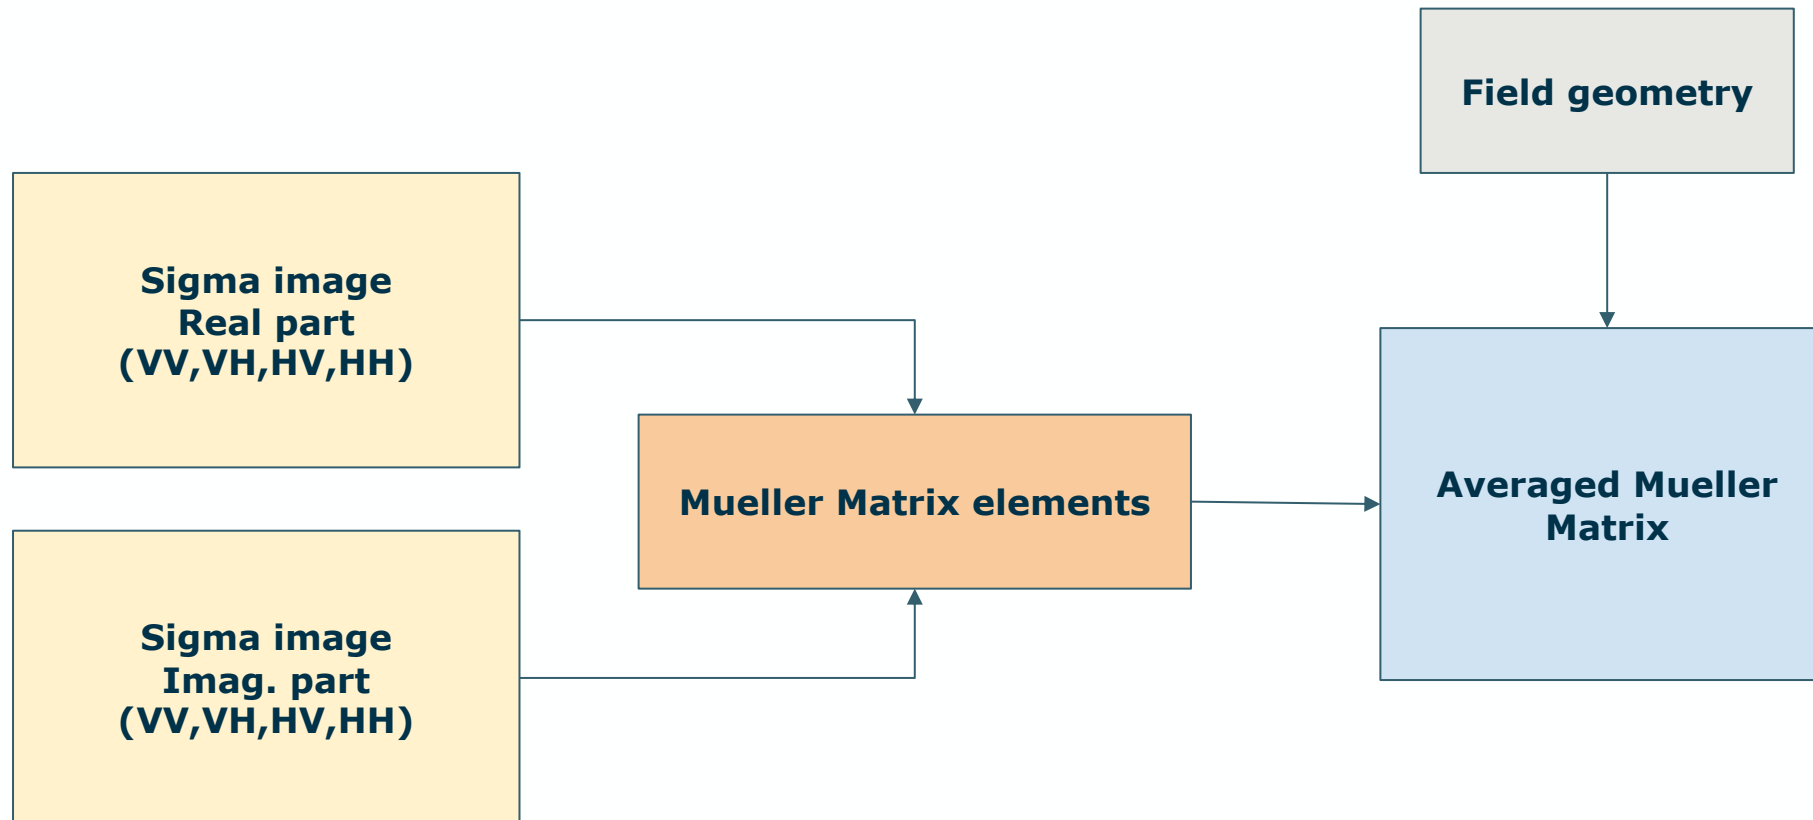 Field geometry
Sigma image
Real part
(VV,VH,HV,HH)
Mueller Matrix elements
Averaged Mueller
Matrix
Sigma image
Imag. part
(VV,VH,HV,HH)